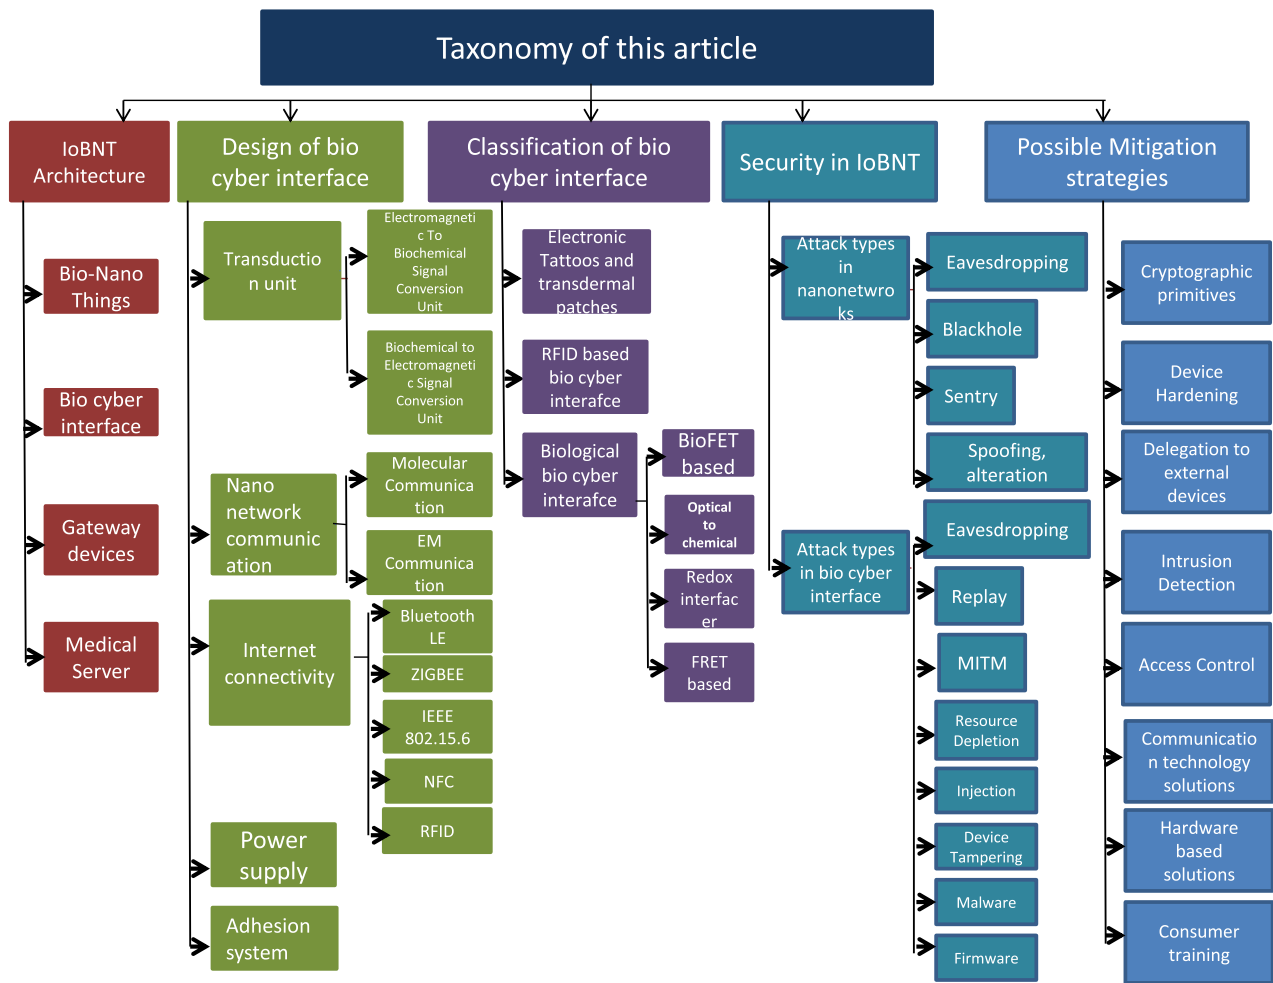 Taxonomy of this article
IoBNT
Architecture
Bio-Nano
Things
Bio cyber
interface
Gateway
devices
Medical
Server
Design of bio
cyber interface
Transductio
n unit
Electromagneti
c To
Biochemical
Signal
Conversion
Unit
Biochemical to
Electromagneti
c Signal
Conversion
Unit
Nano
network
communic
ation
Molecular
Communica
tion
EM
Communica
tion
Internet
connectivity
Bluetooth
LE
ZIGBEE
IEEE
802.15.6
NFC
RFID
Power
supply
Adhesion
system
Classification of bio
cyber interface
Electronic
Tattoos and
transdermal
patches
RFID based
bio cyber
interafce
Biological
bio cyber
interafce
BioFET
based
Optical
to
chemical
Redox
interfac
er
FRET
based
Security in IoBNT
Attack types
in
nanonetwro
ks
Eavesdropping
Blackhole
Sentry
Spoofing,
alteration
Attack types
in bio cyber
interface
Eavesdropping
Replay
MITM
Resource
Depletion
Injection
Device
Tampering
Malware
Firmware
Possible Mitigation
strategies
Cryptographic
primitives
Device
Hardening
Delegation to
external
devices
Intrusion
Detection
Access Control
Communicatio
n technology
solutions
Hardware
based
solutions
Consumer
training